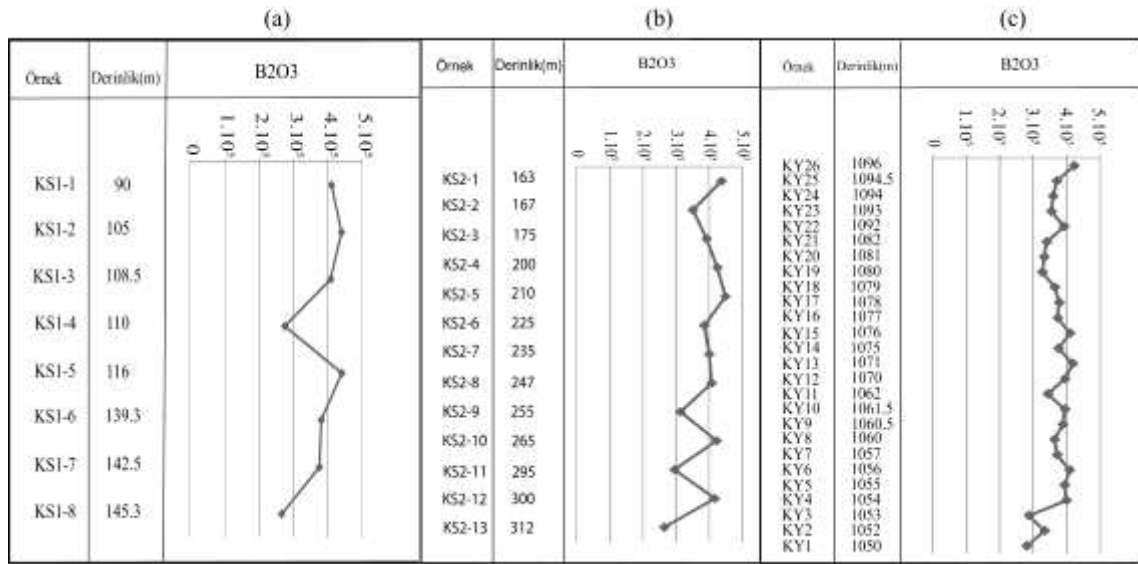 (a) (b) (c)
Örnek Derinlik(m) B2O3
0 1.10⁵ 2.10⁵ 3.10⁵ 4.10⁵ 5.10⁵
KS1-1 90
KS1-2 105
KS1-3 108.5
KS1-4 110
KS1-5 116
KS1-6 139.3
KS1-7 142.5
KS1-8 145.3
Örnek Derinlik(m) B2O3
0 1.10⁵ 2.10⁵ 3.10⁵ 4.10⁵ 5.10⁵
KS2-1 163
KS2-2 167
KS2-3 175
KS2-4 200
KS2-5 210
KS2-6 225
KS2-7 235
KS2-8 247
KS2-9 255
KS2-10 265
KS2-11 295
KS2-12 300
KS2-13 312
Örnek Derinlik(m) B2O3
0 1.10⁵ 2.10⁵ 3.10⁵ 4.10⁵ 5.10⁵
KY26 1096
KY25 1094.5
KY24 1094
KY23 1093
KY22 1092
KY21 1082
KY20 1081
KY19 1080
KY18 1079
KY17 1078
KY16 1077
KY15 1076
KY14 1075
KY13 1071
KY12 1070
KY11 1062
KY10 1061.5
KY9 1060.5
KY8 1060
KY7 1057
KY6 1056
KY5 1055
KY4 1054
KY3 1053
KY2 1052
KY1 1050